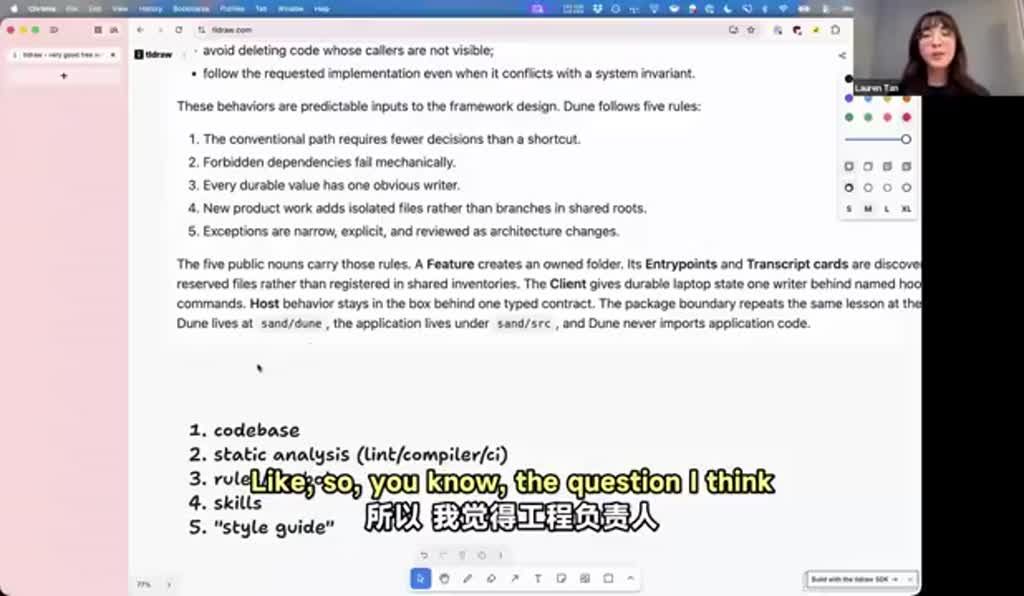 Chrome File Edit View History Bookmarks Profiles Tab Window Help
tldraw.com
tldraw
Lauren Tan
avoid deleting code whose callers are not visible;
• follow the requested implementation even when it conflicts with a system invariant.
These behaviors are predictable inputs to the framework design. Dune follows five rules:
1. The conventional path requires fewer decisions than a shortcut.
2. Forbidden dependencies fail mechanically.
3. Every durable value has one obvious writer.
4. New product work adds isolated files rather than branches in shared roots.
5. Exceptions are narrow, explicit, and reviewed as architecture changes.
S M L XL
The five public nouns carry those rules. A Feature creates an owned folder. Its Entrypoints and Transcript cards are discove
reserved files rather than registered in shared inventories. The Client gives durable laptop state one writer behind named hoo
commands. Host behavior stays in the box behind one typed contract. The package boundary repeats the same lesson at the
Dune lives at sand/dune, the application lives under sand/src, and Dune never imports application code.
1. codebase
2. static analysis (lint/compiler/ci)
3. rule
4. skills
5. "style guide"
Like, so, you know, the question I think
所以 我觉得工程负责人
77%
Build with the tldraw SDK